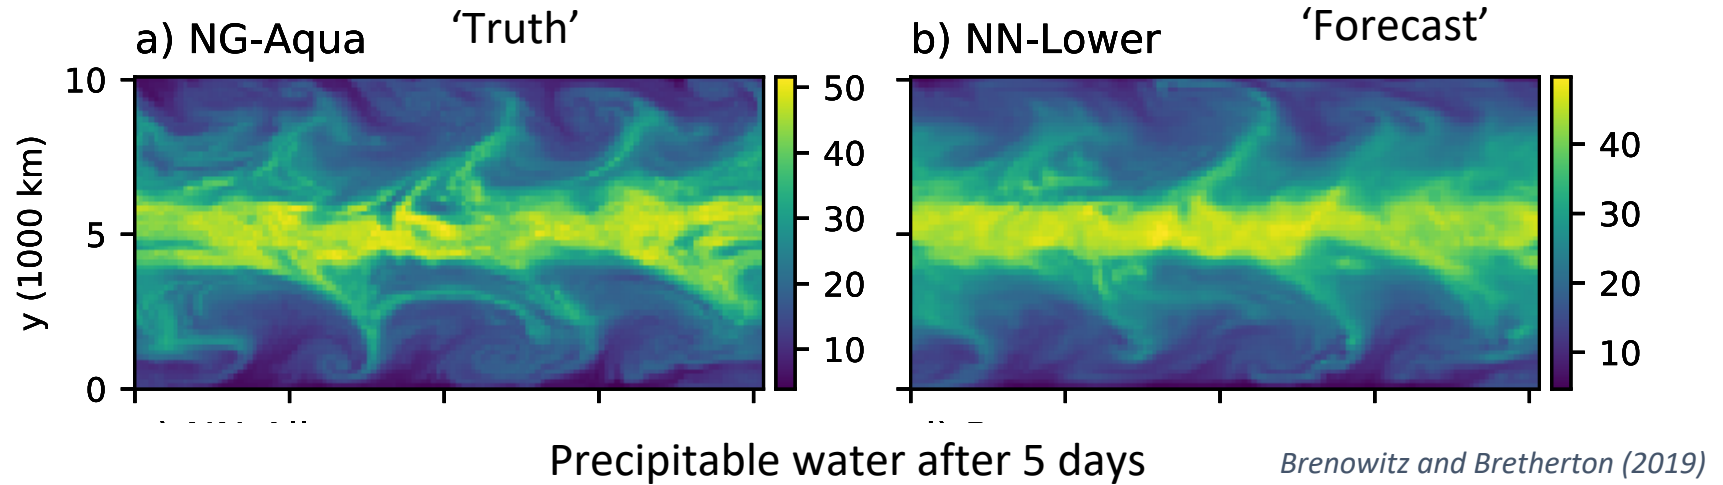 a) NG-Aqua
‘Truth’
b) NN-Lower
‘Forecast’
y (1000 km)
10
5
0
50
40
30
20
10
40
30
20
10
Precipitable water after 5 days
Brenowitz and Bretherton (2019)